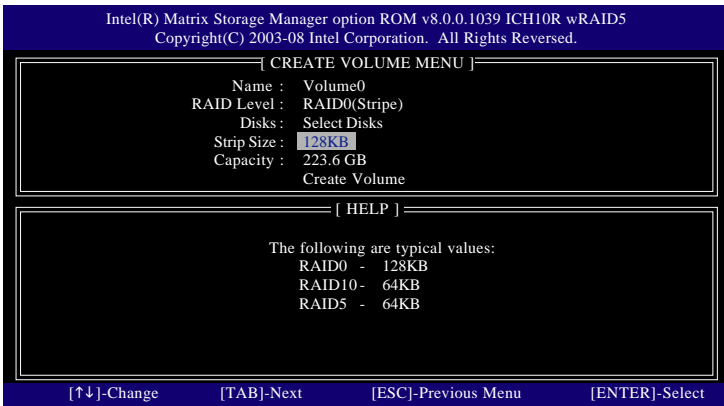 Intel(R) Matrix Storage Manager option ROM v8.0.0.1039 ICH10R wRAID5
Copyright(C) 2003-08 Intel Corporation. All Rights Reversed.
[ CREATE VOLUME MENU ]
Name : Volume0
RAID Level : RAID0(Stripe)
Disks : Select Disks
Strip Size : 128KB
Capacity : 223.6 GB
Create Volume
[ HELP ]
The following are typical values:
RAID0 - 128KB
RAID10 - 64KB
RAID5 - 64KB
[↑↓]-Change [TAB]-Next [ESC]-Previous Menu [ENTER]-Select